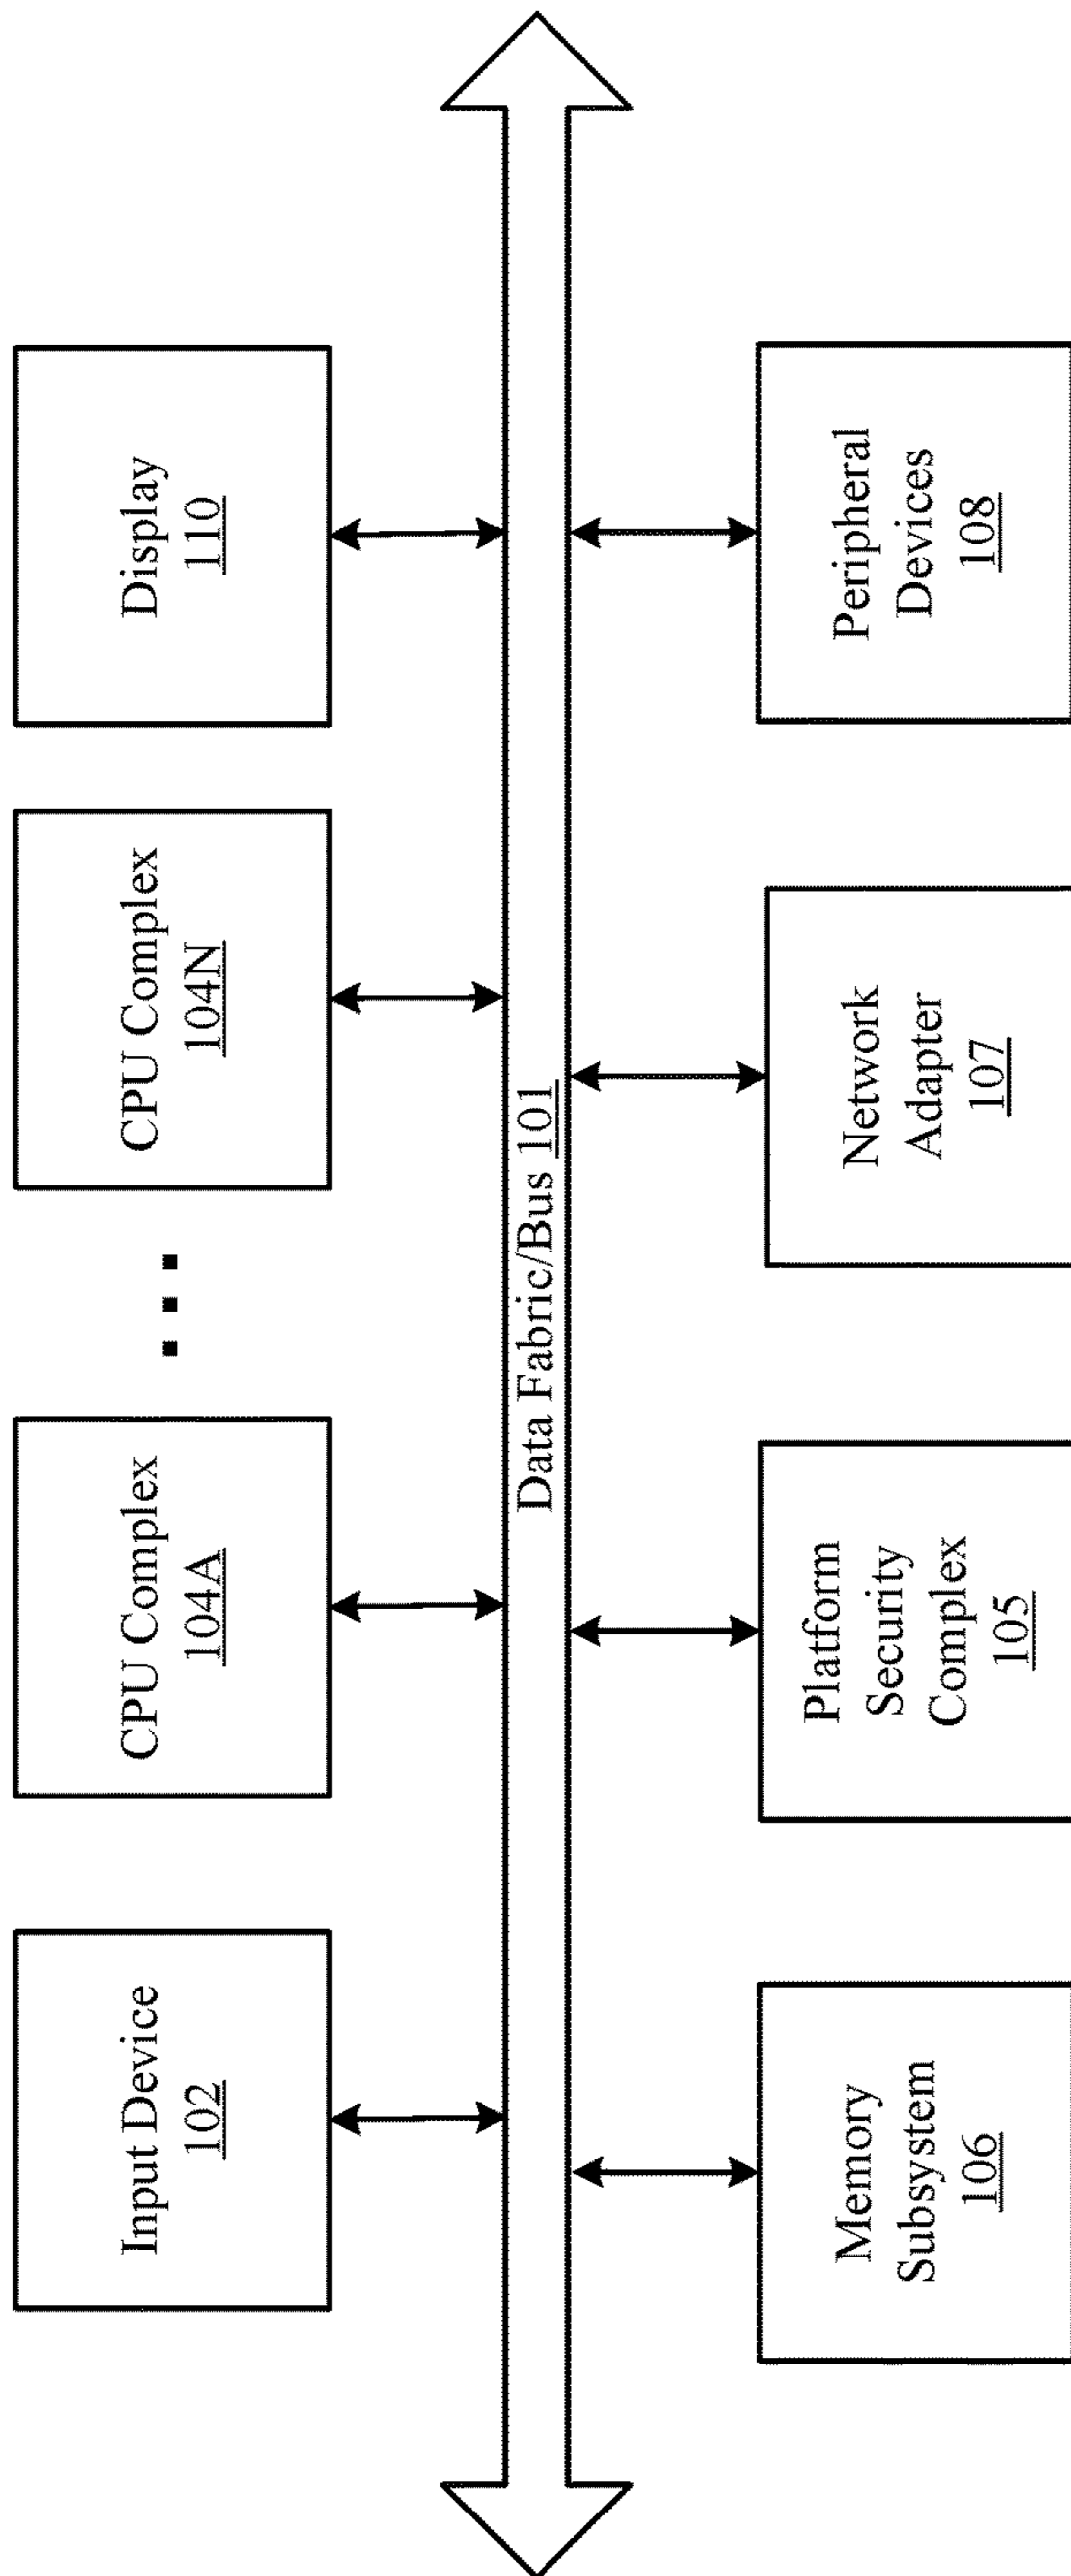 Input Device
102
CPU Complex
104A
CPU Complex
104N
Display
110
Data Fabric/Bus 101
Memory
Subsystem
106
Platform
Security
Complex
105
Network
Adapter
107
Peripheral
Devices
108